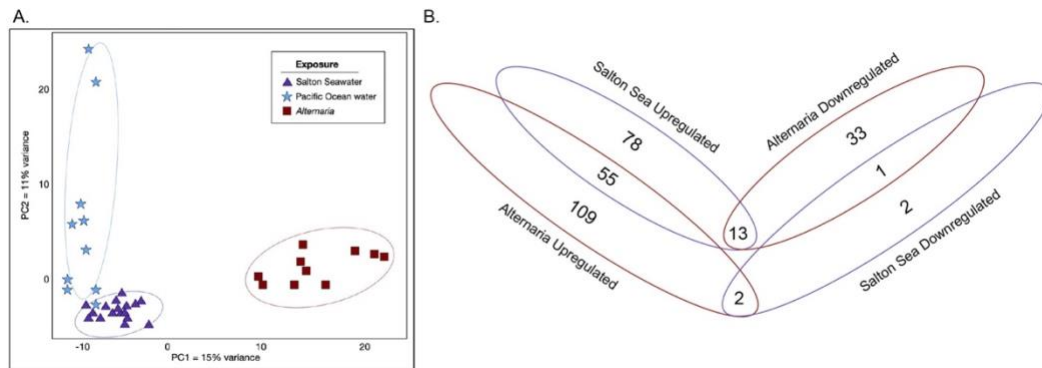 A.
B.
20
10
0
PC2 = 11% variance
-10
0
10
20
PC1 = 15% variance
Exposure
Salton Seawater
Pacific Ocean water
Alternaria
Salton Sea Upregulated
Alternaria Downregulated
78
33
55
1
109
2
13
2
Alternaria Upregulated
Salton Sea Downregulated